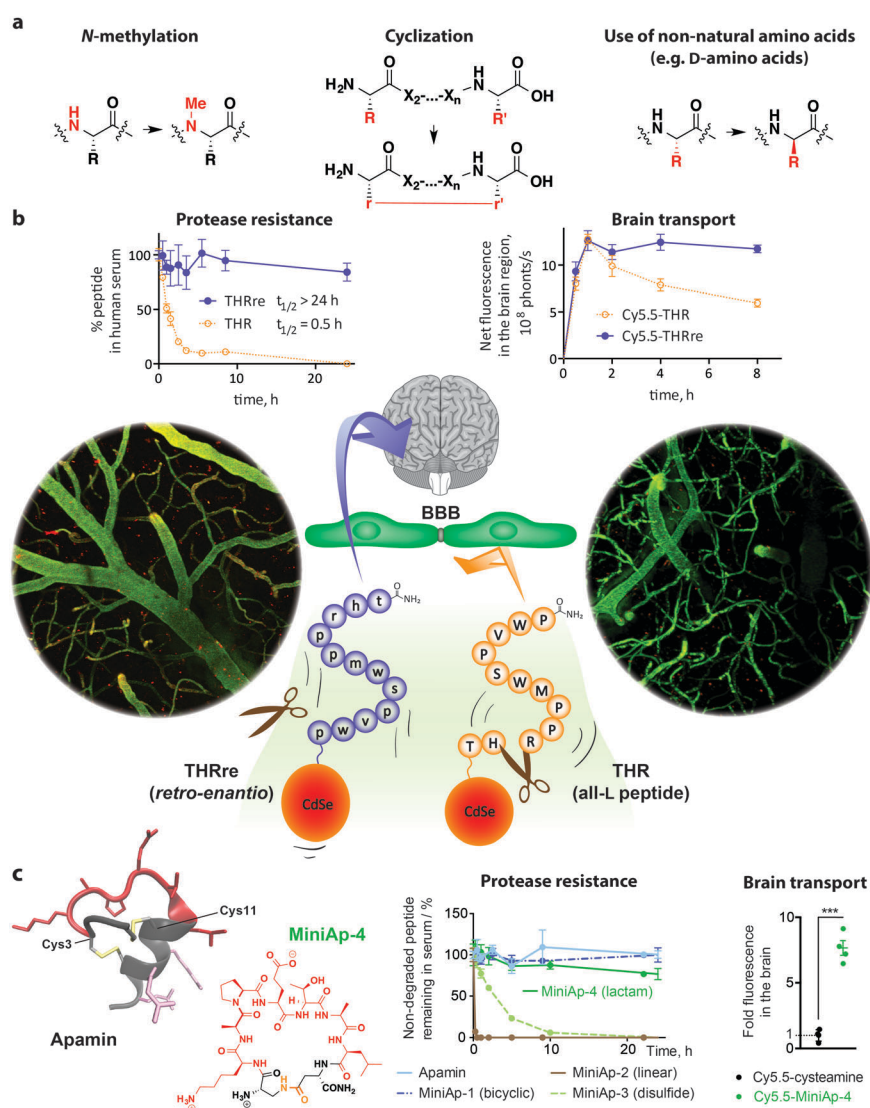 a
N-methylation
Cyclization
Use of non-natural amino acids
(e.g. D-amino acids)
H
N
O
R
Me
N
O
R
H₂N
O
R
X₂-...-Xₙ
H
N
R'
O
OH
H₂N
O
r
X₂-...-Xₙ
H
N
r'
O
OH
H
N
O
R
H
N
O
R
b
Protease resistance
% peptide
in human serum
100
50
0
0
20
time, h
THRre t1/2 > 24 h
THR t1/2 = 0.5 h
Brain transport
Net fluorescence
in the brain region,
10⁸ phonts/s
10
5
0
0
2
4
6
8
time, h
Cy5.5-THR
Cy5.5-THRre
BBB
p r h t
O
NH₂
p p m w s
p w v p
CdSe
THRre
(retro-enantio)
P V W P
O
NH₂
S W M P
T H R P
CdSe
THR
(all-L peptide)
c
Cys3
Cys11
Apamin
MiniAp-4
Protease resistance
Non-degraded peptide
remaining in serum / %
150
100
50
0
0
10
20
Time, h
MiniAp-4 (lactam)
Apamin
MiniAp-1 (bicyclic)
MiniAp-2 (linear)
MiniAp-3 (disulfide)
Brain transport
Fold fluorescence
in the brain
10
5
1
0
***
Cy5.5-cysteamine
Cy5.5-MiniAp-4